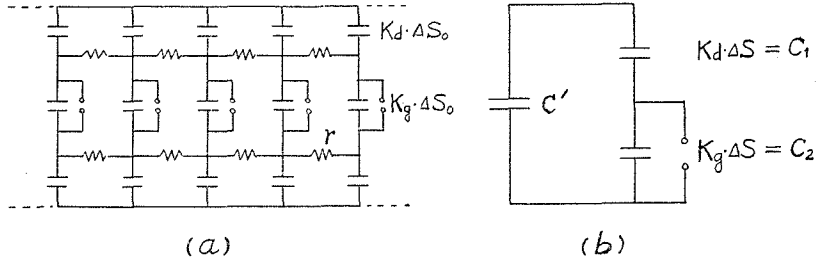 Kd·ΔS₀
Kg·ΔS₀
r
(a)
C'
Kd·ΔS = C₁
Kg·ΔS = C₂
(b)